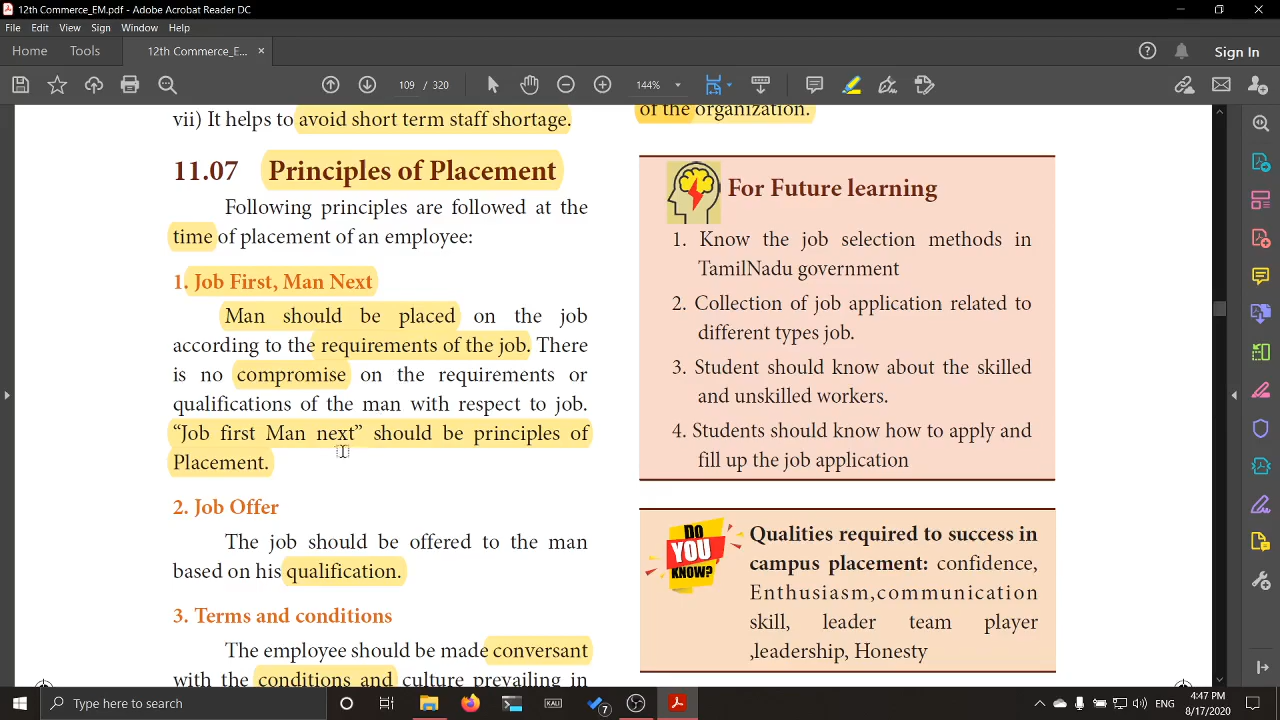 12th Commerce_EM.pdf - Adobe Acrobat Reader DC
File Edit View Sign Window Help
Home Tools 12th Commerce_E... × Sign In
109 / 320 144%
vii) It helps to avoid short term staff shortage.
11.07 Principles of Placement
Following principles are followed at the
time of placement of an employee:
1. Job First, Man Next
Man should be placed on the job
according to the requirements of the job. There
is no compromise on the requirements or
qualifications of the man with respect to job.
“Job first Man next” should be principles of
Placement.
2. Job Offer
The job should be offered to the man
based on his qualification.
3. Terms and conditions
The employee should be made conversant
with the conditions and culture prevailing in
of the organization.
For Future learning
1. Know the job selection methods in
TamilNadu government
2. Collection of job application related to
different types job.
3. Student should know about the skilled
and unskilled workers.
4. Students should know how to apply and
fill up the job application
DO
YOU
KNOW?
Qualities required to success in
campus placement: confidence,
Enthusiasm,communication
skill, leader team player
,leadership, Honesty
Type here to search
KALI
7
4:47 PM
8/17/2020